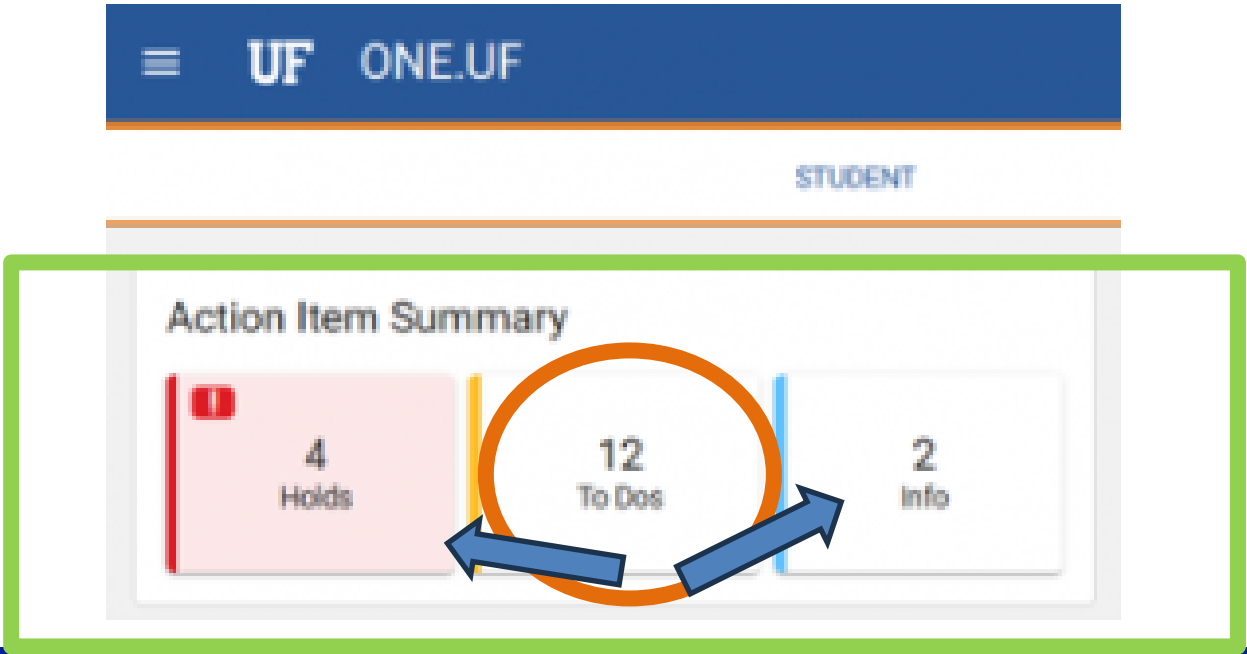 UF ONE.UF
STUDENT
Action Item Summary
4
Holds
12
To Dos
2
Info